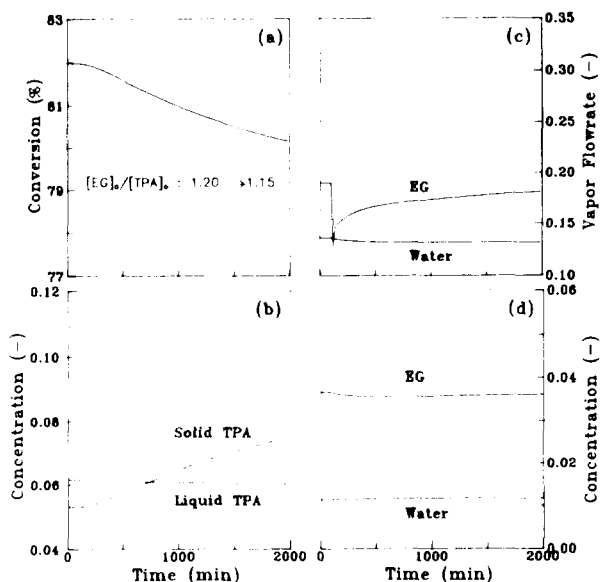 83
(a)
81
79
77
Conversion (%)
[EG]₀/[TPA]₀ : 1.20 →1.15
(c)
EG
Water
0.35
0.30
0.25
0.20
0.15
0.10
Vapor Flowrate (−)
0.12
0.10
0.08
0.06
0.04
Concentration (−)
(b)
Solid TPA
Liquid TPA
0
1000
2000
Time (min)
(d)
EG
Water
0.06
0.04
0.02
0.00
Concentration (−)
0
1000
2000
Time (min)